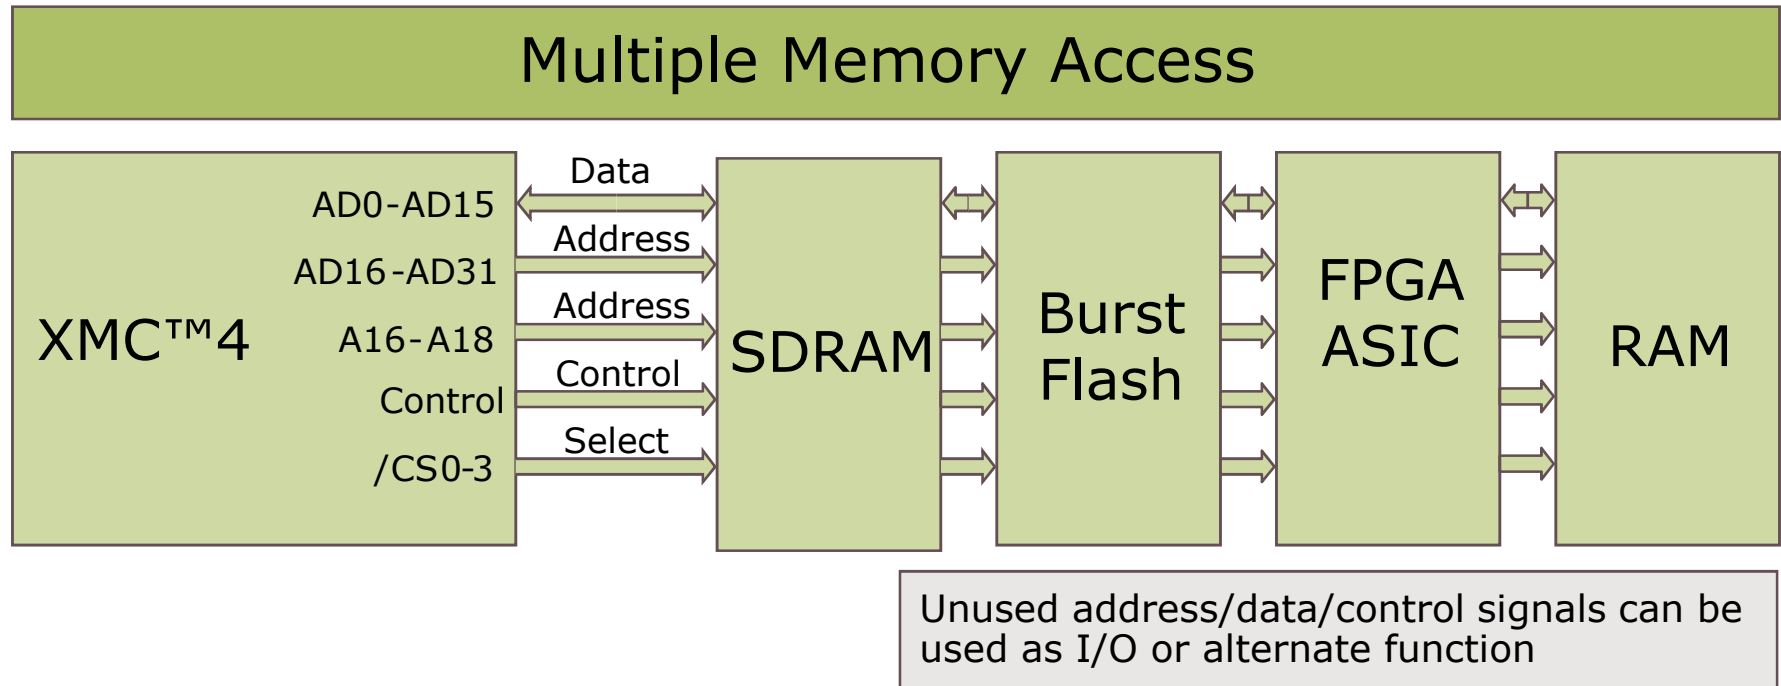 Multiple Memory Access
XMC™4
AD0-AD15
AD16-AD31
A16-A18
Control
/CS0-3
Data
Address
Address
Control
Select
SDRAM
Burst
Flash
FPGA
ASIC
RAM
Unused address/data/control signals can be
used as I/O or alternate function